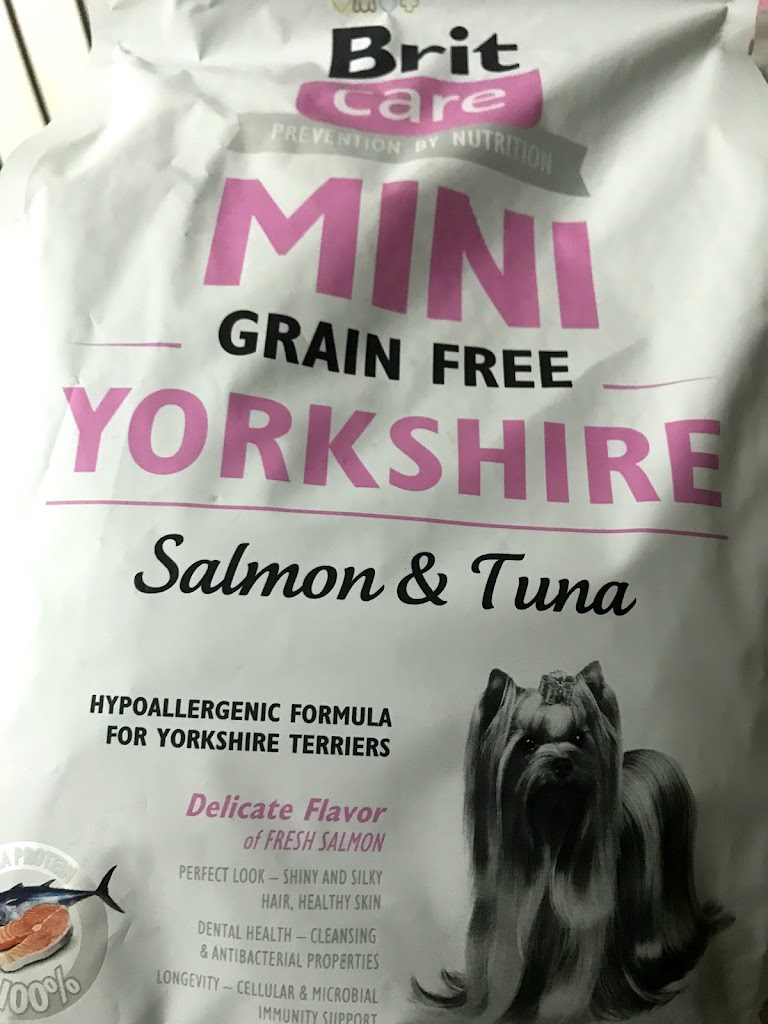 Brit
care
PREVENTION BY NUTRITION
MINI
GRAIN FREE
YORKSHIRE
Salmon & Tuna
HYPOALLERGENIC FORMULA
FOR YORKSHIRE TERRIERS
Delicate Flavor
of FRESH SALMON
PERFECT LOOK – SHINY AND SILKY
HAIR, HEALTHY SKIN
DENTAL HEALTH – CLEANSING
& ANTIBACTERIAL PROPERTIES
LONGEVITY – CELLULAR & MICROBIAL
IMMUNITY SUPPORT
PROTEIN
100%